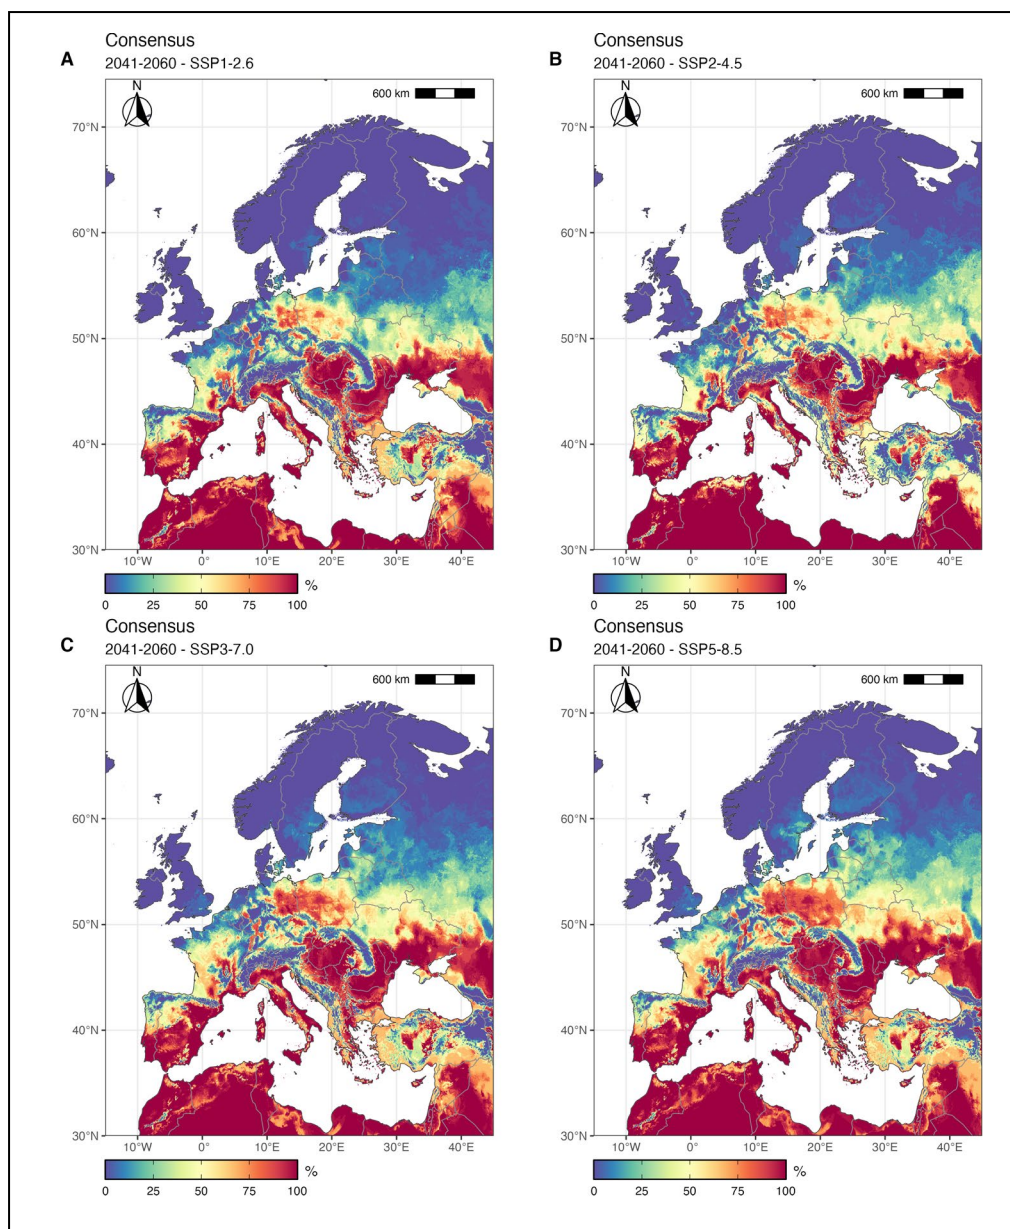 Consensus
A 2041-2060 - SSP1-2.6
N
600 km
70°N
60°N
50°N
40°N
30°N
10°W 0° 10°E 20°E 30°E 40°E
%
0 25 50 75 100
Consensus
B 2041-2060 - SSP2-4.5
N
600 km
70°N
60°N
50°N
40°N
30°N
10°W 0° 10°E 20°E 30°E 40°E
%
0 25 50 75 100
Consensus
C 2041-2060 - SSP3-7.0
N
600 km
70°N
60°N
50°N
40°N
30°N
10°W 0° 10°E 20°E 30°E 40°E
%
0 25 50 75 100
Consensus
D 2041-2060 - SSP5-8.5
N
600 km
70°N
60°N
50°N
40°N
30°N
10°W 0° 10°E 20°E 30°E 40°E
%
0 25 50 75 100